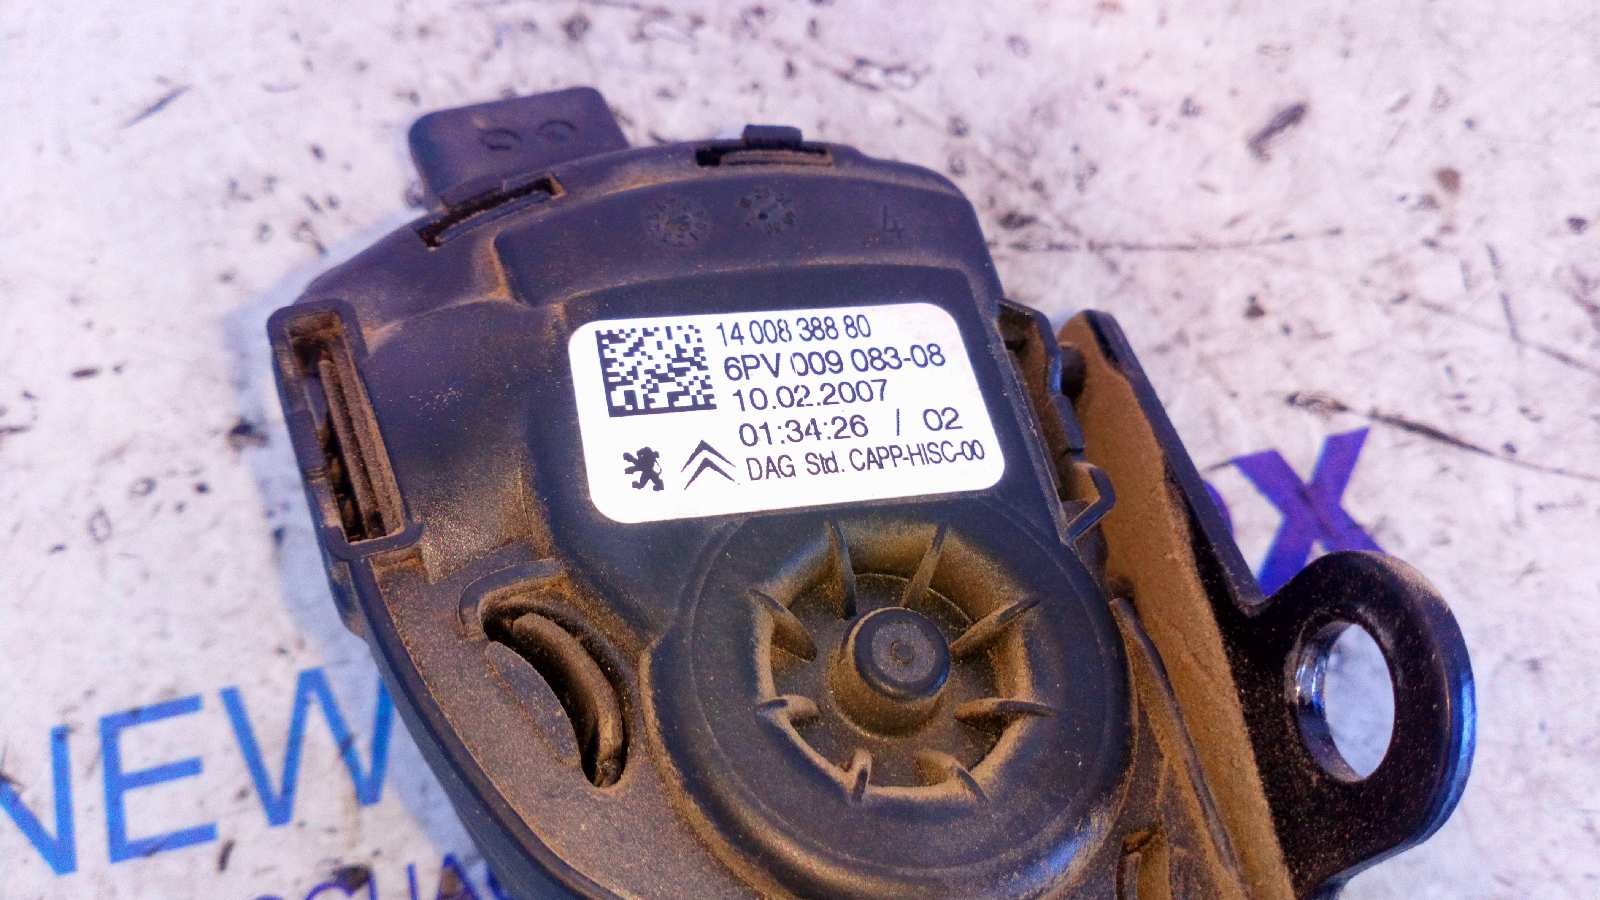 4
14 008 388 80
6PV 009 083-08
10.02.2007
01:34:26 / 02
DAG Std. CAPP-HISC-00
NEW